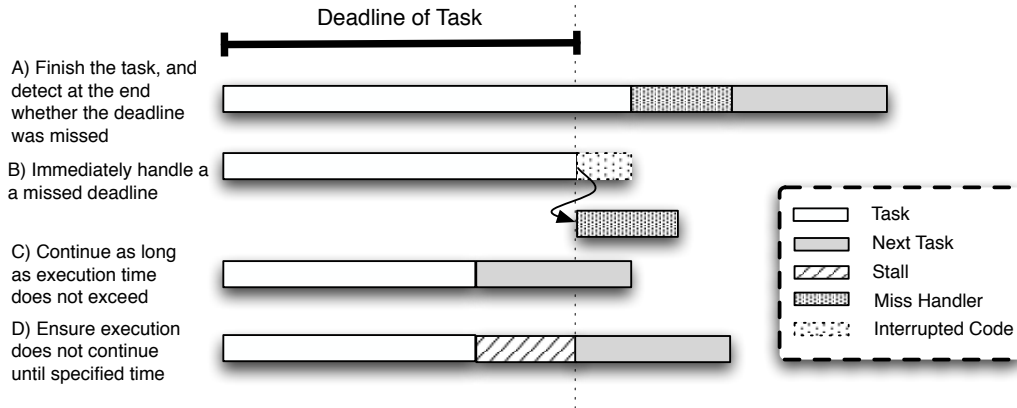 Deadline of Task
A) Finish the task, and
detect at the end
whether the deadline
was missed
B) Immediately handle a
a missed deadline
C) Continue as long
as execution time
does not exceed
D) Ensure execution
does not continue
until specified time
Task
Next Task
Stall
Miss Handler
Interrupted Code